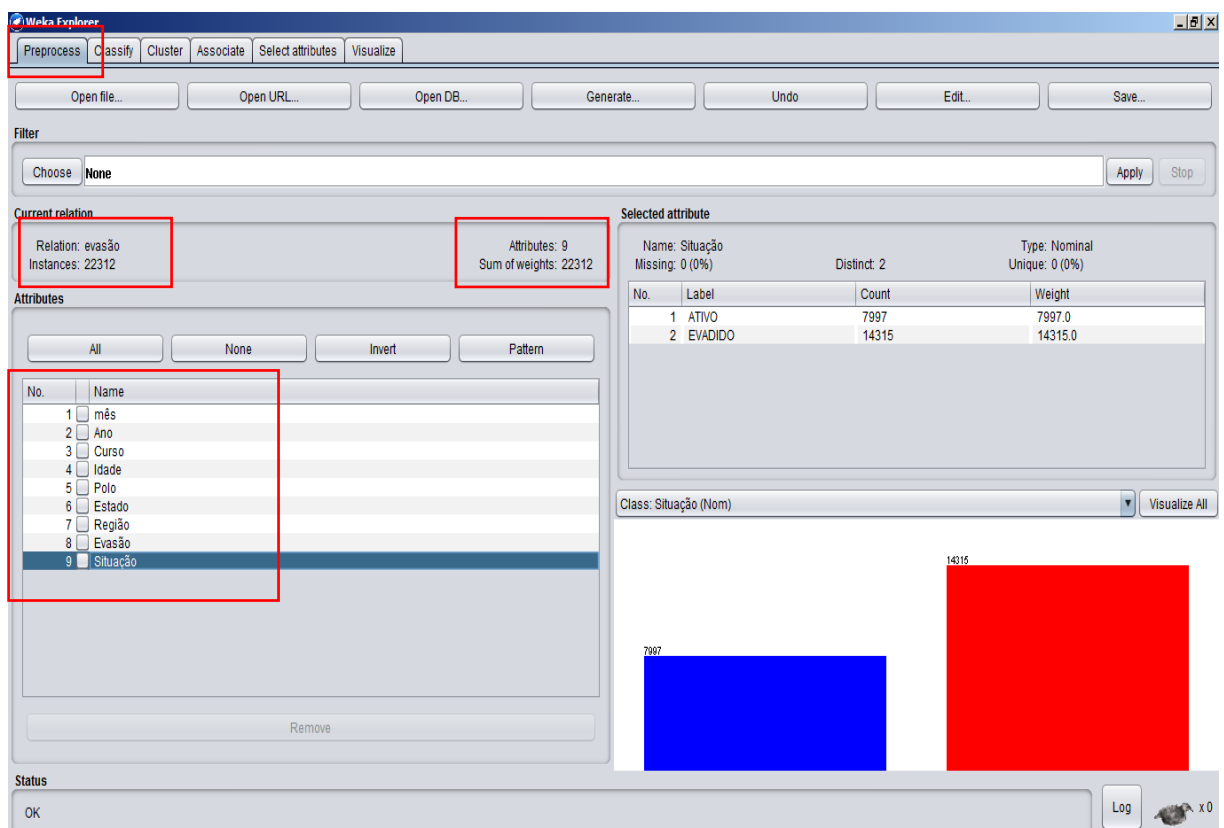 Weka Explorer
Preprocess Classify Cluster Associate Select attributes Visualize
Open file... Open URL... Open DB... Generate... Undo Edit... Save...
Filter
Choose None Apply Stop
Current relation
Relation: evasão Attributes: 9
Instances: 22312 Sum of weights: 22312
Selected attribute
Name: Situação Type: Nominal
Missing: 0 (0%) Distinct: 2 Unique: 0 (0%)
No. Label Count Weight
1 ATIVO 7997 7997.0
2 EVADIDO 14315 14315.0
Attributes
All None Invert Pattern
No. Name
1 mês
2 Ano
3 Curso
4 Idade
5 Polo
6 Estado
7 Região
8 Evasão
9 Situação
Remove
Class: Situação (Nom) Visualize All
14315
7997
Status
OK Log x 0